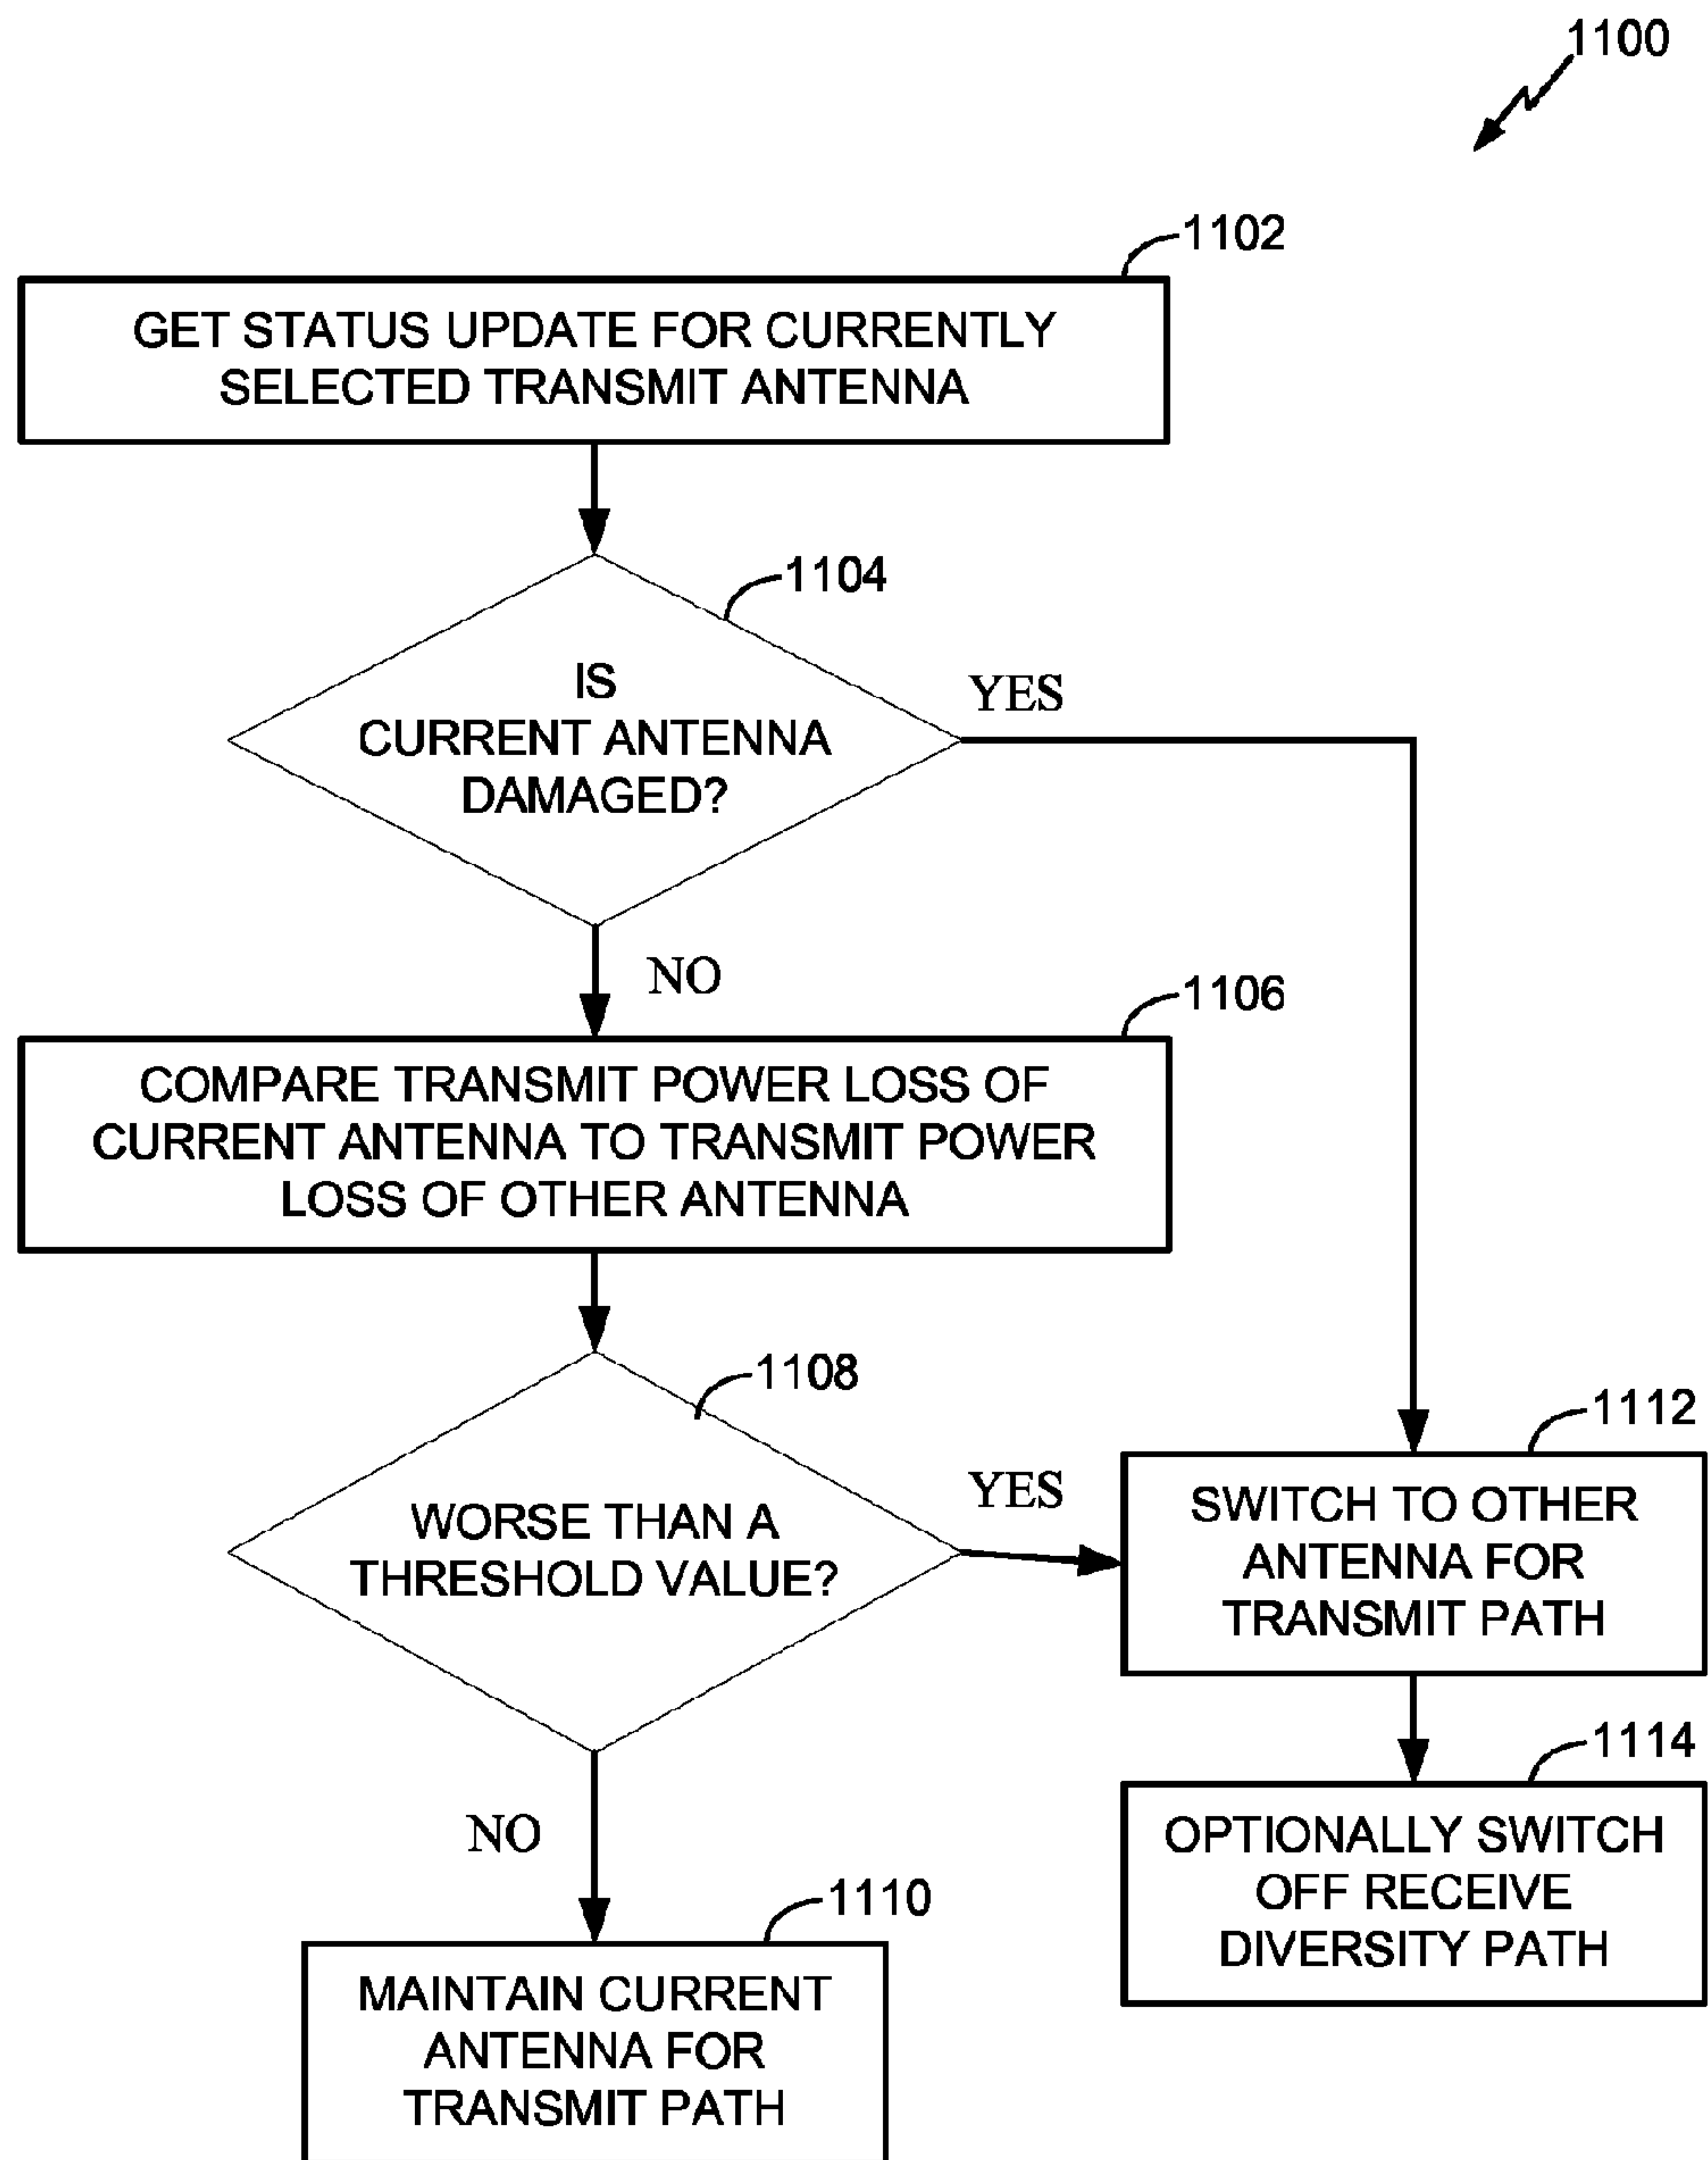 1100
1102
GET STATUS UPDATE FOR CURRENTLY
SELECTED TRANSMIT ANTENNA
1104
IS
CURRENT ANTENNA
DAMAGED?
YES
NO
1106
COMPARE TRANSMIT POWER LOSS OF
CURRENT ANTENNA TO TRANSMIT POWER
LOSS OF OTHER ANTENNA
1108
WORSE THAN A
THRESHOLD VALUE?
YES
NO
1112
SWITCH TO OTHER
ANTENNA FOR
TRANSMIT PATH
1114
OPTIONALLY SWITCH
OFF RECEIVE
DIVERSITY PATH
1110
MAINTAIN CURRENT
ANTENNA FOR
TRANSMIT PATH